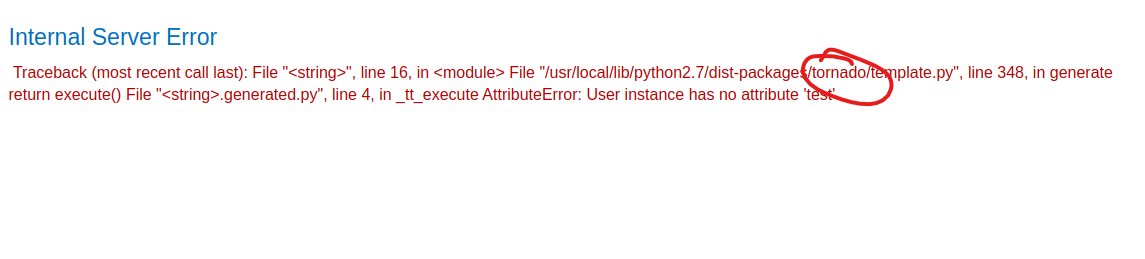 Internal Server Error
Traceback (most recent call last): File "<string>", line 16, in <module> File "/usr/local/lib/python2.7/dist-packages/tornado/template.py", line 348, in generate
return execute() File "<string>.generated.py", line 4, in _tt_execute AttributeError: User instance has no attribute 'test'